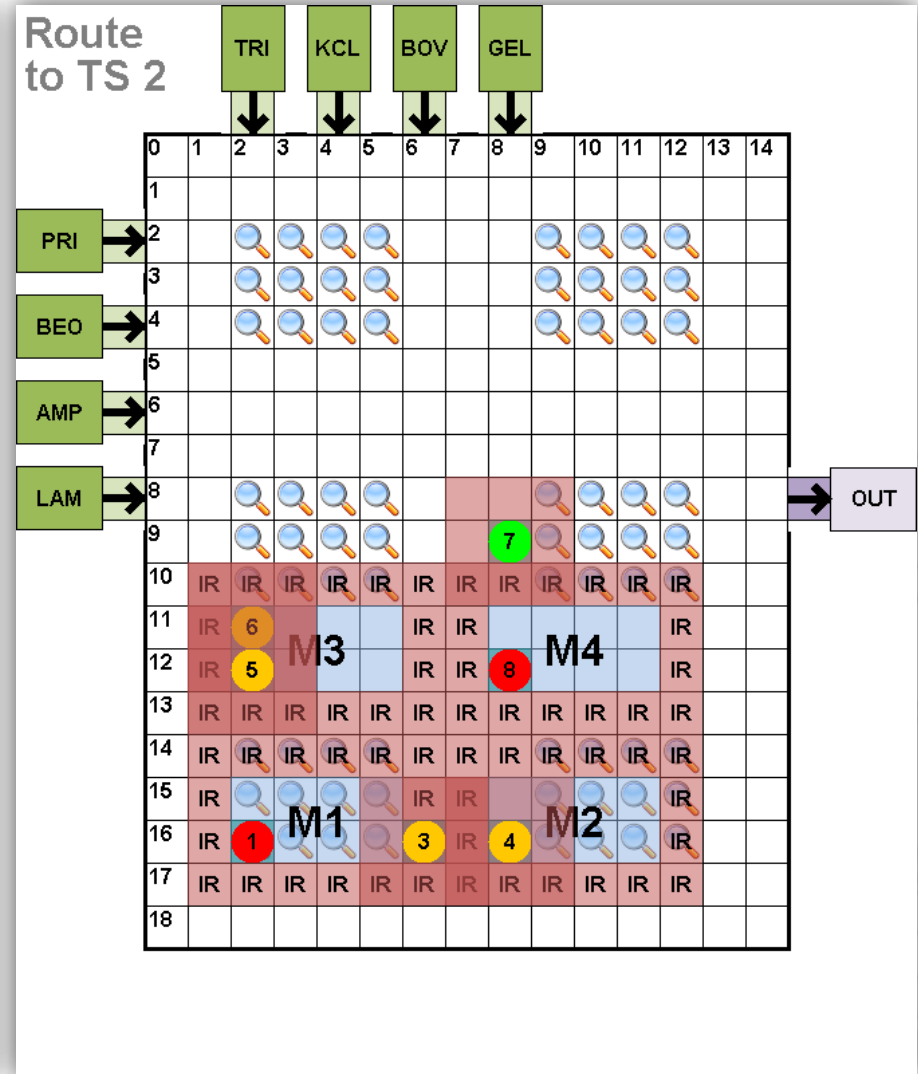 Route
to TS 2
TRI KCL BOV GEL
0 1 2 3 4 5 6 7 8 9 10 11 12 13 14
1
PRI 2
3
BEO 4
5
AMP 6
7
LAM 8 OUT
9 7
10 IR IR IR IR IR IR IR IR IR IR IR IR
11 IR 6 IR IR IR
M3 M4
12 IR 5 IR IR 8 IR
13 IR IR IR IR IR IR IR IR IR IR IR IR
14 IR IR IR IR IR IR IR IR IR IR IR IR
15 IR IR IR IR
M1 M2
16 IR 1 3 IR 4 IR
17 IR IR IR IR IR IR IR IR IR IR IR IR
18